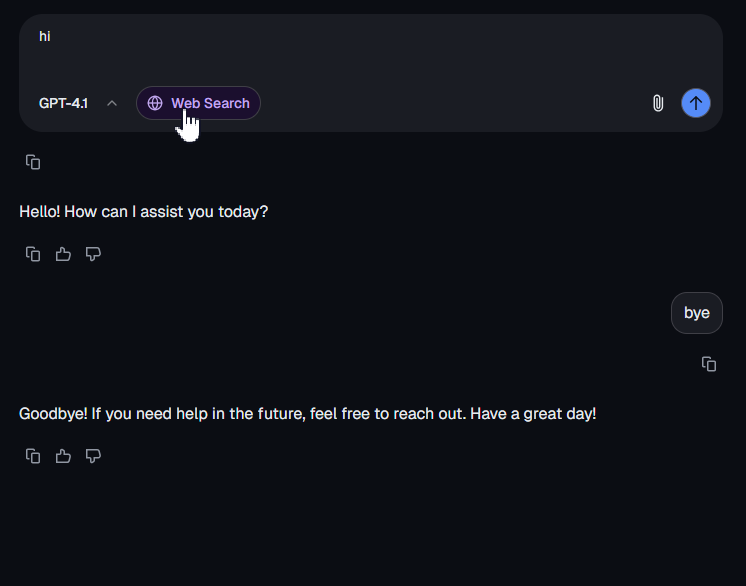 hi
GPT-4.1
Web Search
Hello! How can I assist you today?
bye
Goodbye! If you need help in the future, feel free to reach out. Have a great day!